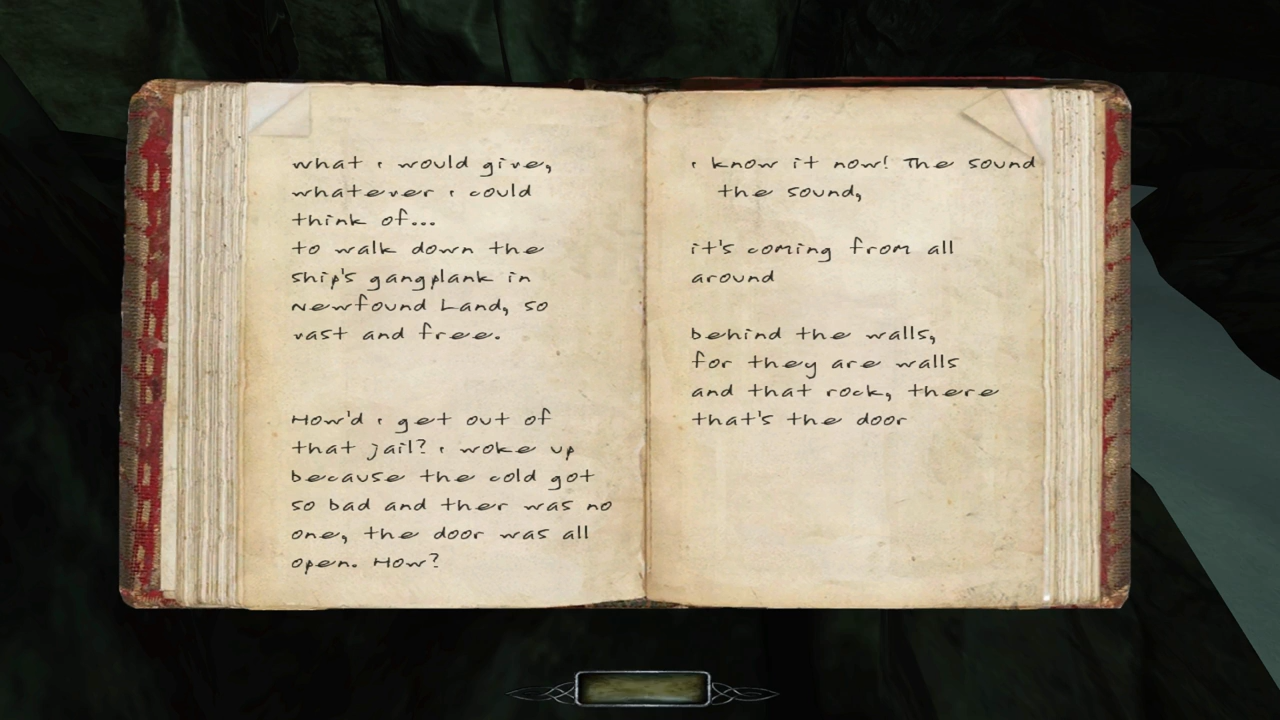 what i would give,
whatever i could
think of...
to walk down the
ship's gangplank in
Newfound Land, so
vast and free.
How'd i get out of
that jail? i woke up
because the cold got
so bad and ther was no
one, the door was all
open. How?
i know it now! The sound
the sound,
it's coming from all
around
behind the walls,
for they are walls
and that rock, there
that's the door